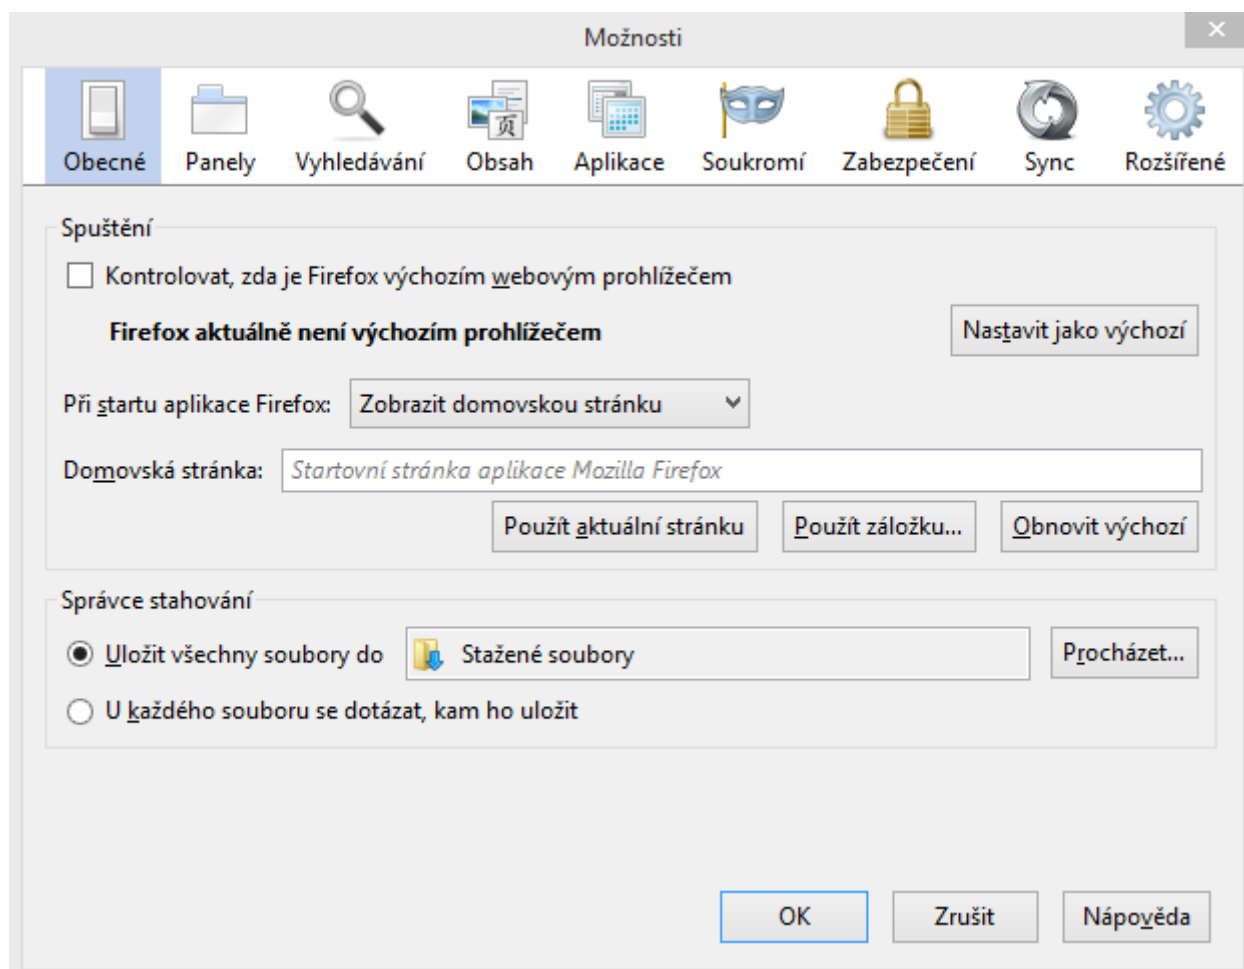 Možnosti
Obecné Panely Vyhledávání Obsah Aplikace Soukromí Zabezpečení Sync Rozšířené
页
Spuštění
Kontrolovat, zda je Firefox výchozím webovým prohlížečem
Firefox aktuálně není výchozím prohlížečem Nastavit jako výchozí
Při startu aplikace Firefox: Zobrazit domovskou stránku
Domovská stránka: Startovní stránka aplikace Mozilla Firefox
Použít aktuální stránku Použít záložku... Obnovit výchozí
Správce stahování
Uložit všechny soubory do Stažené soubory Procházet...
U každého souboru se dotázat, kam ho uložit
OK Zrušit Nápověda